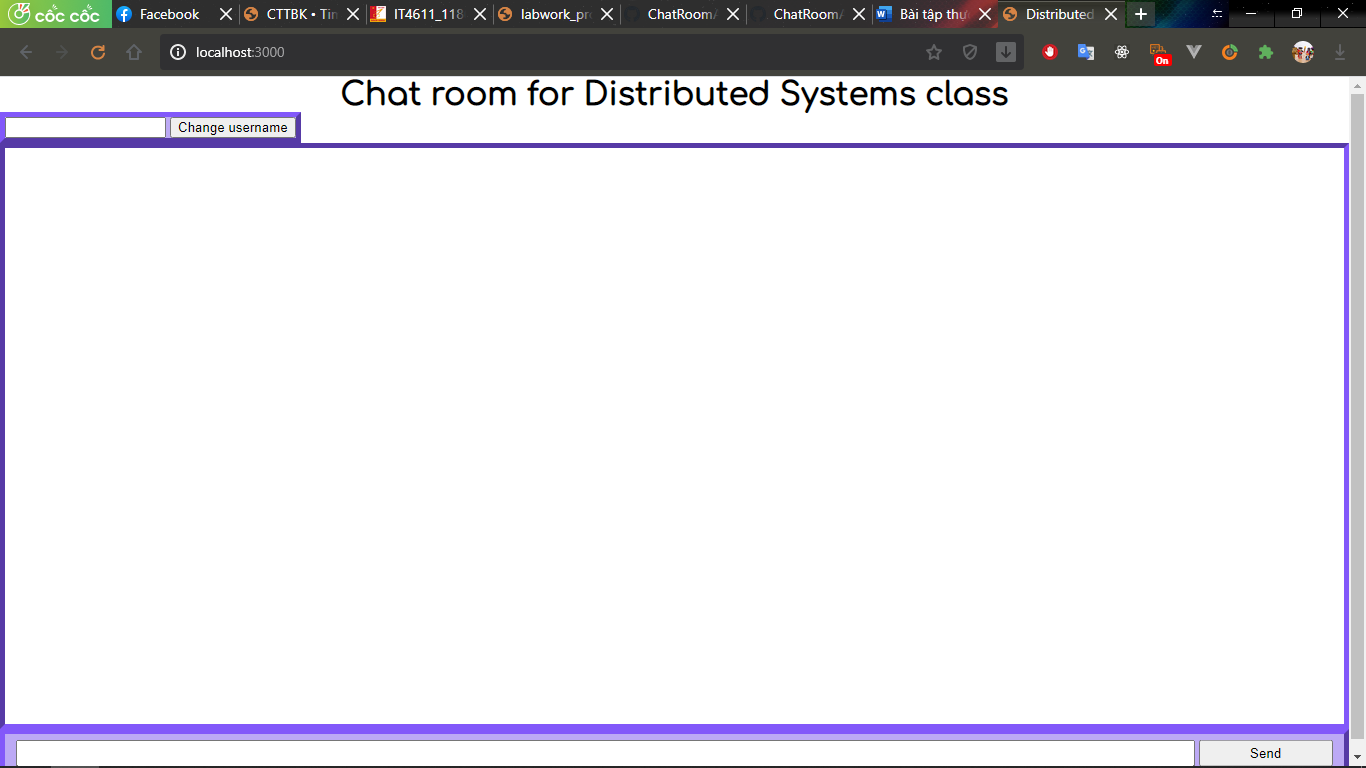 cốc cốc
Facebook
CTTBK • Tin
IT4611_118
labwork_pr
ChatRoom
ChatRoom
Bài tập thự
Distributed
localhost:3000
On
Chat room for Distributed Systems class
Change username
Send